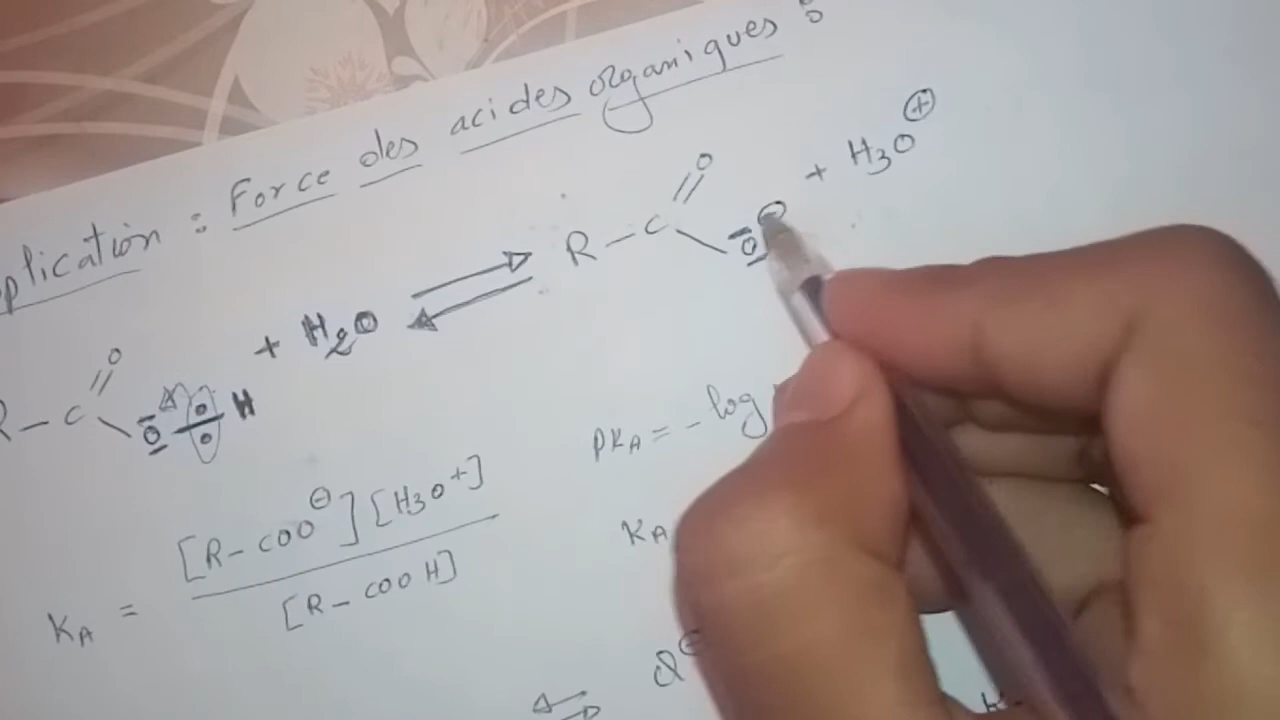 plication : Force des acides organiques :
R – C (= O) – O – H + H2O ⇌ R – C (= O) – O⊖ + H3O⊕
KA = [R – COO⊖] [H3O+] / [R – COOH]
pKA = - log
KA